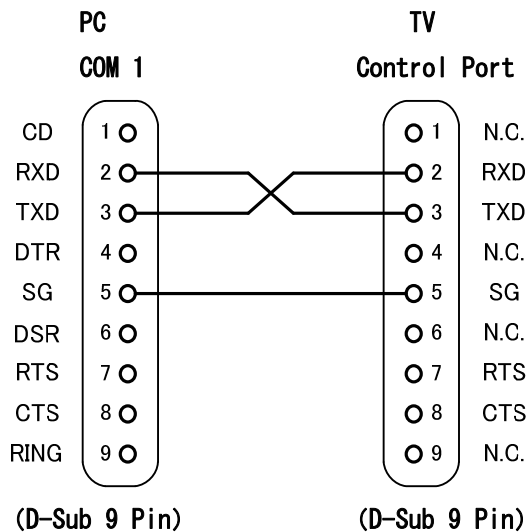 PC TV
COM 1 Control Port
CD 1 1 N.C.
RXD 2 2 RXD
TXD 3 3 TXD
DTR 4 4 N.C.
SG 5 5 SG
DSR 6 6 N.C.
RTS 7 7 RTS
CTS 8 8 CTS
RING 9 9 N.C.
(D-Sub 9 Pin) (D-Sub 9 Pin)